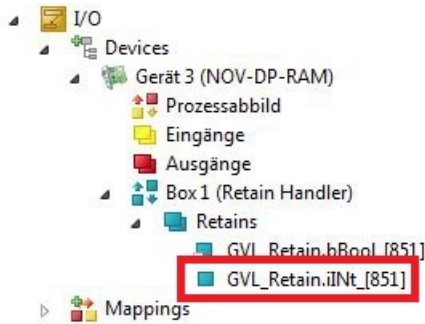 I/O
Devices
Gerät 3 (NOV-DP-RAM)
Prozessabbild
Eingänge
Ausgänge
Box 1 (Retain Handler)
Retains
GVL_Retain.bBool_[851]
GVL_Retain.iINt_[851]
Mappings